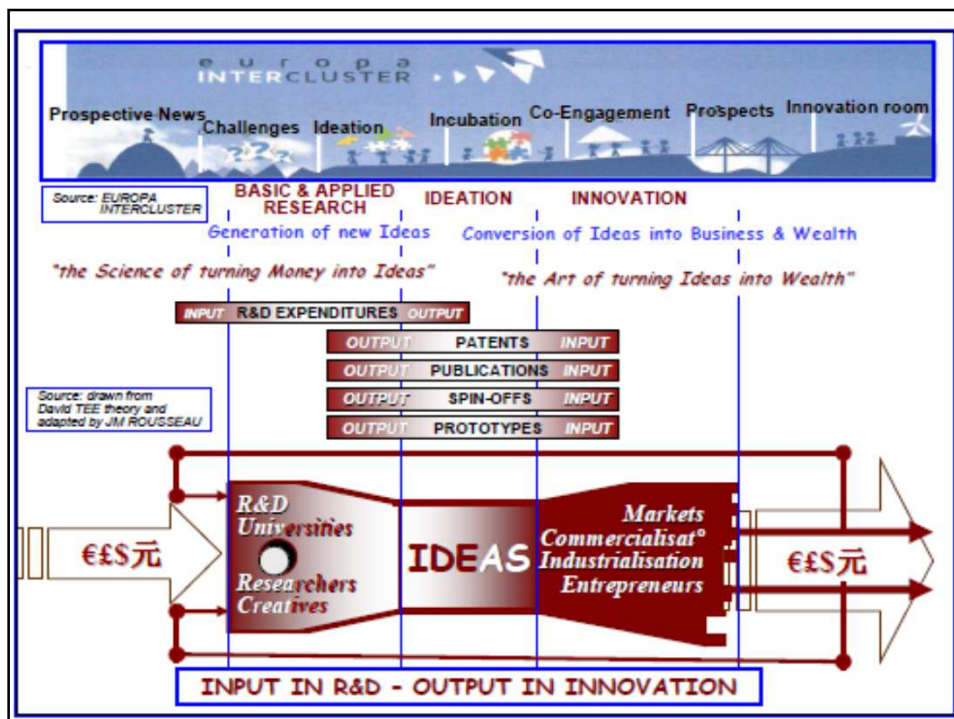 europa
INTERCLUSTER
Prospective News
Challenges
Ideation
Incubation
Co-Engagement
Prospects
Innovation room
Source: EUROPA
INTERCLUSTER
BASIC & APPLIED
RESEARCH
IDEATION
INNOVATION
Generation of new Ideas
Conversion of Ideas into Business & Wealth
"the Science of turning Money into Ideas"
"the Art of turning Ideas into Wealth"
INPUT R&D EXPENDITURES OUTPUT
OUTPUT PATENTS INPUT
OUTPUT PUBLICATIONS INPUT
OUTPUT SPIN-OFFS INPUT
OUTPUT PROTOTYPES INPUT
Source: drawn from
David TEE theory and
adapted by JM ROUSSEAU
€£$元
R&D
Universities
Researchers
Creatives
IDEAS
Markets
Commercialisat°
Industrialisation
Entrepreneurs
€£$元
INPUT IN R&D - OUTPUT IN INNOVATION